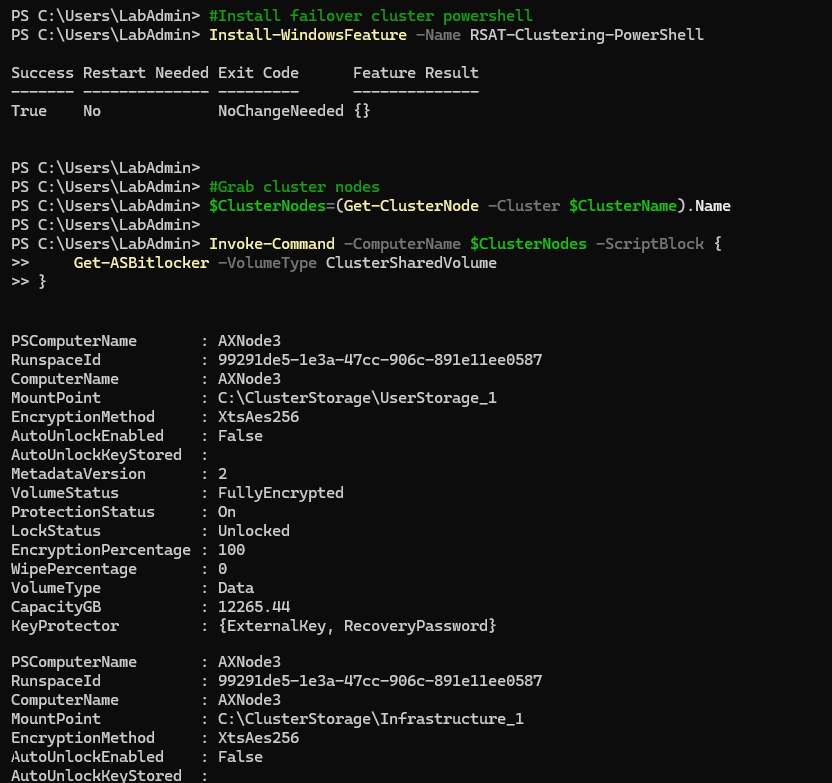 PS C:\Users\LabAdmin> #Install failover cluster powershell
PS C:\Users\LabAdmin> Install-WindowsFeature -Name RSAT-Clustering-PowerShell
Success Restart Needed Exit Code      Feature Result
------- -------------- ---------      --------------
True    No             NoChangeNeeded {}
PS C:\Users\LabAdmin>
PS C:\Users\LabAdmin> #Grab cluster nodes
PS C:\Users\LabAdmin> $ClusterNodes=(Get-ClusterNode -Cluster $ClusterName).Name
PS C:\Users\LabAdmin>
PS C:\Users\LabAdmin> Invoke-Command -ComputerName $ClusterNodes -ScriptBlock {
>>     Get-ASBitlocker -VolumeType ClusterSharedVolume
>> }
PSComputerName       : AXNode3
RunspaceId           : 99291de5-1e3a-47cc-906c-891e11ee0587
ComputerName         : AXNode3
MountPoint           : C:\ClusterStorage\UserStorage_1
EncryptionMethod     : XtsAes256
AutoUnlockEnabled    : False
AutoUnlockKeyStored  :
MetadataVersion      : 2
VolumeStatus         : FullyEncrypted
ProtectionStatus     : On
LockStatus           : Unlocked
EncryptionPercentage : 100
WipePercentage       : 0
VolumeType           : Data
CapacityGB           : 12265.44
KeyProtector         : {ExternalKey, RecoveryPassword}
PSComputerName       : AXNode3
RunspaceId           : 99291de5-1e3a-47cc-906c-891e11ee0587
ComputerName         : AXNode3
MountPoint           : C:\ClusterStorage\Infrastructure_1
EncryptionMethod     : XtsAes256
AutoUnlockEnabled    : False
AutoUnlockKeyStored  :